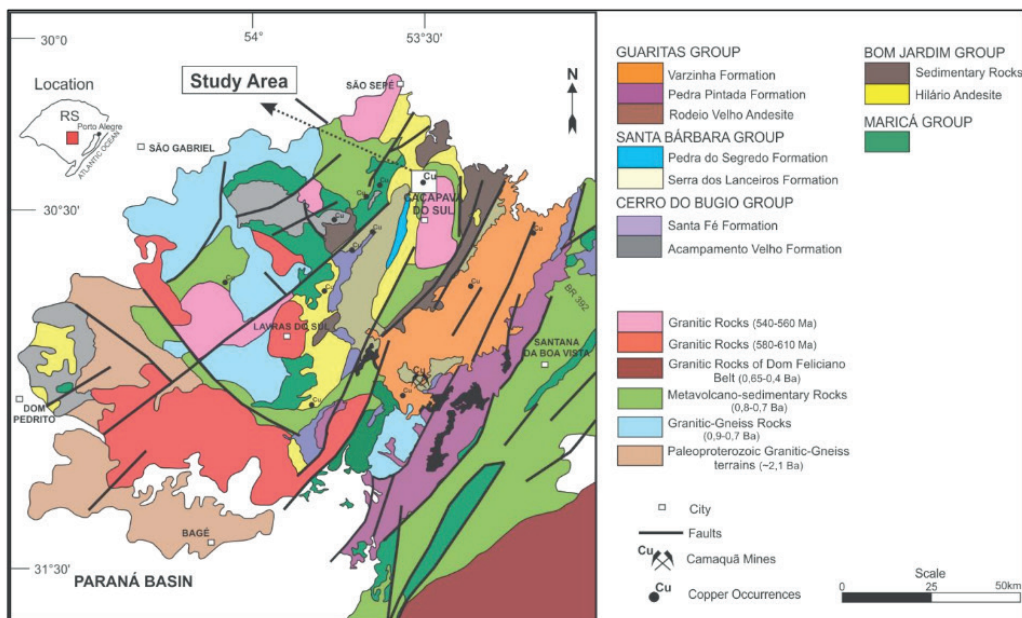 30°0
54°
53°30'
Location
RS
Porto Alegre
ATLANTIC OCEAN
Study Area
N
SÃO SEPÉ
SÃO GABRIEL
30°30'
Cu
CAÇAPAVA
DO SUL
Cu
Cu
Cu
Cu
Cu
Cu
Cu
Cu
Cu
BR 392
LAVRAS DO SUL
SANTANA
DA BOA VISTA
Cu
Cu
Cu
DOM
PEDRITO
BAGÉ
31°30'
PARANÁ BASIN
GUARITAS GROUP
Varzinha Formation
Pedra Pintada Formation
Rodeio Velho Andesite
SANTA BÁRBARA GROUP
Pedra do Segredo Formation
Serra dos Lanceiros Formation
CERRO DO BUGIO GROUP
Santa Fé Formation
Acampamento Velho Formation
BOM JARDIM GROUP
Sedimentary Rocks
Hilário Andesite
MARICÁ GROUP
Granitic Rocks (540-560 Ma)
Granitic Rocks (580-610 Ma)
Granitic Rocks of Dom Feliciano
Belt (0,65-0,4 Ba)
Metavolcano-sedimentary Rocks
(0,8-0,7 Ba)
Granitic-Gneiss Rocks
(0,9-0,7 Ba)
Paleoproterozoic Granitic-Gneiss
terrains (~2,1 Ba)
City
Faults
Cu
Camaquã Mines
Cu
Copper Occurrences
Scale
0 25 50km